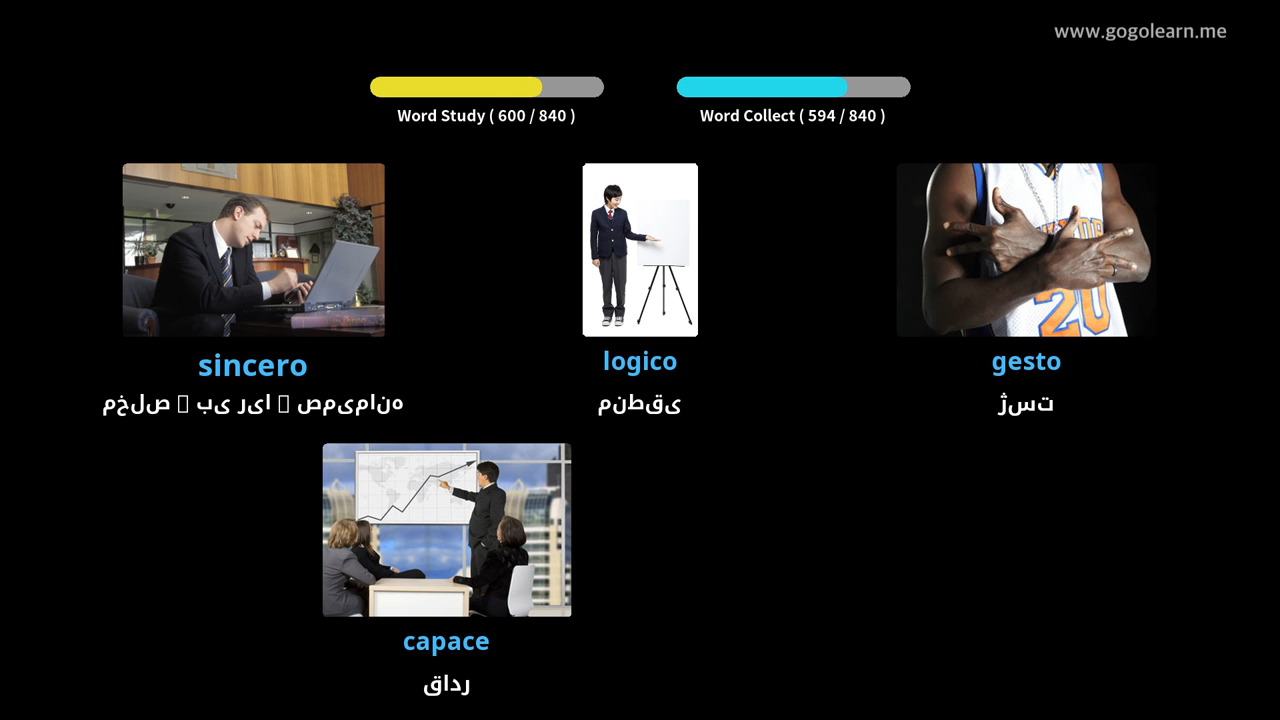 www.gogolearn.me
Word Study ( 600 / 840 )
Word Collect ( 594 / 840 )
sincero
مخلص ▯ بی ریا ▯ صمیمانه
logico
منطقی
gesto
ژست
capace
قادر